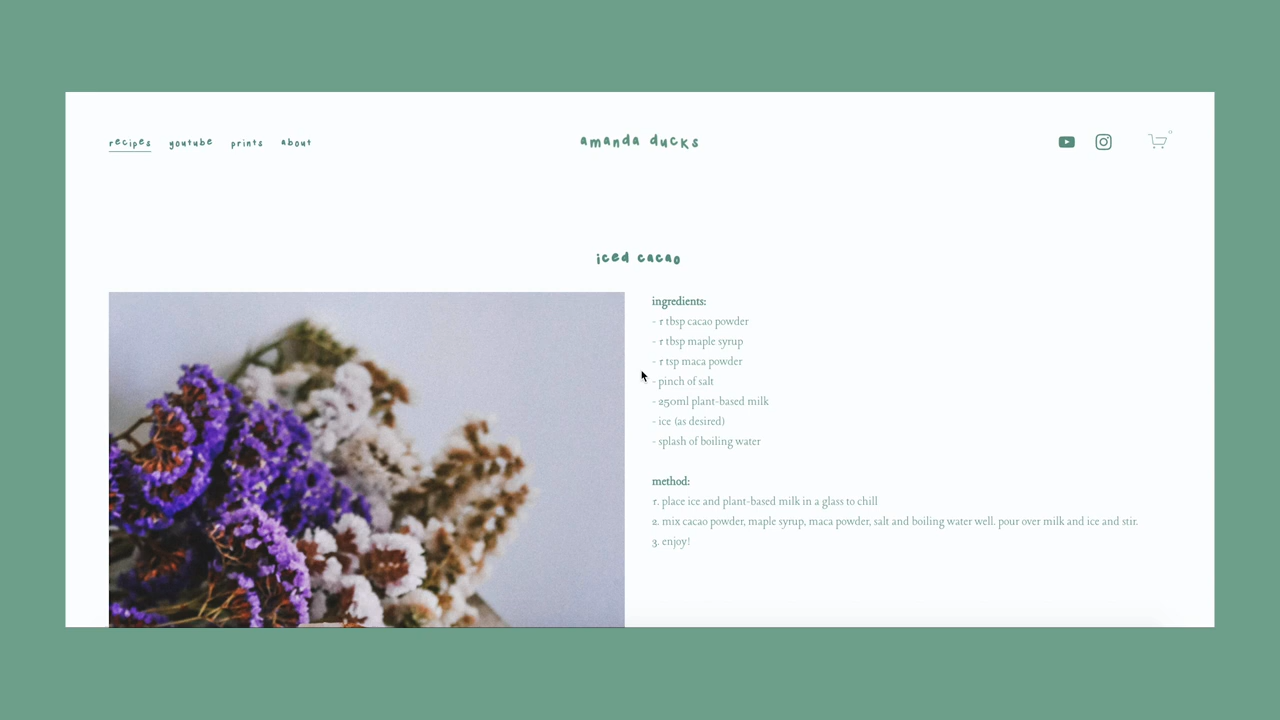 recipes youtube prints about
amanda ducks
0
iced cacao
ingredients:
- 1 tbsp cacao powder
- 1 tbsp maple syrup
- 1 tsp maca powder
- pinch of salt
- 250ml plant-based milk
- ice (as desired)
- splash of boiling water
method:
1. place ice and plant-based milk in a glass to chill
2. mix cacao powder, maple syrup, maca powder, salt and boiling water well. pour over milk and ice and stir.
3. enjoy!